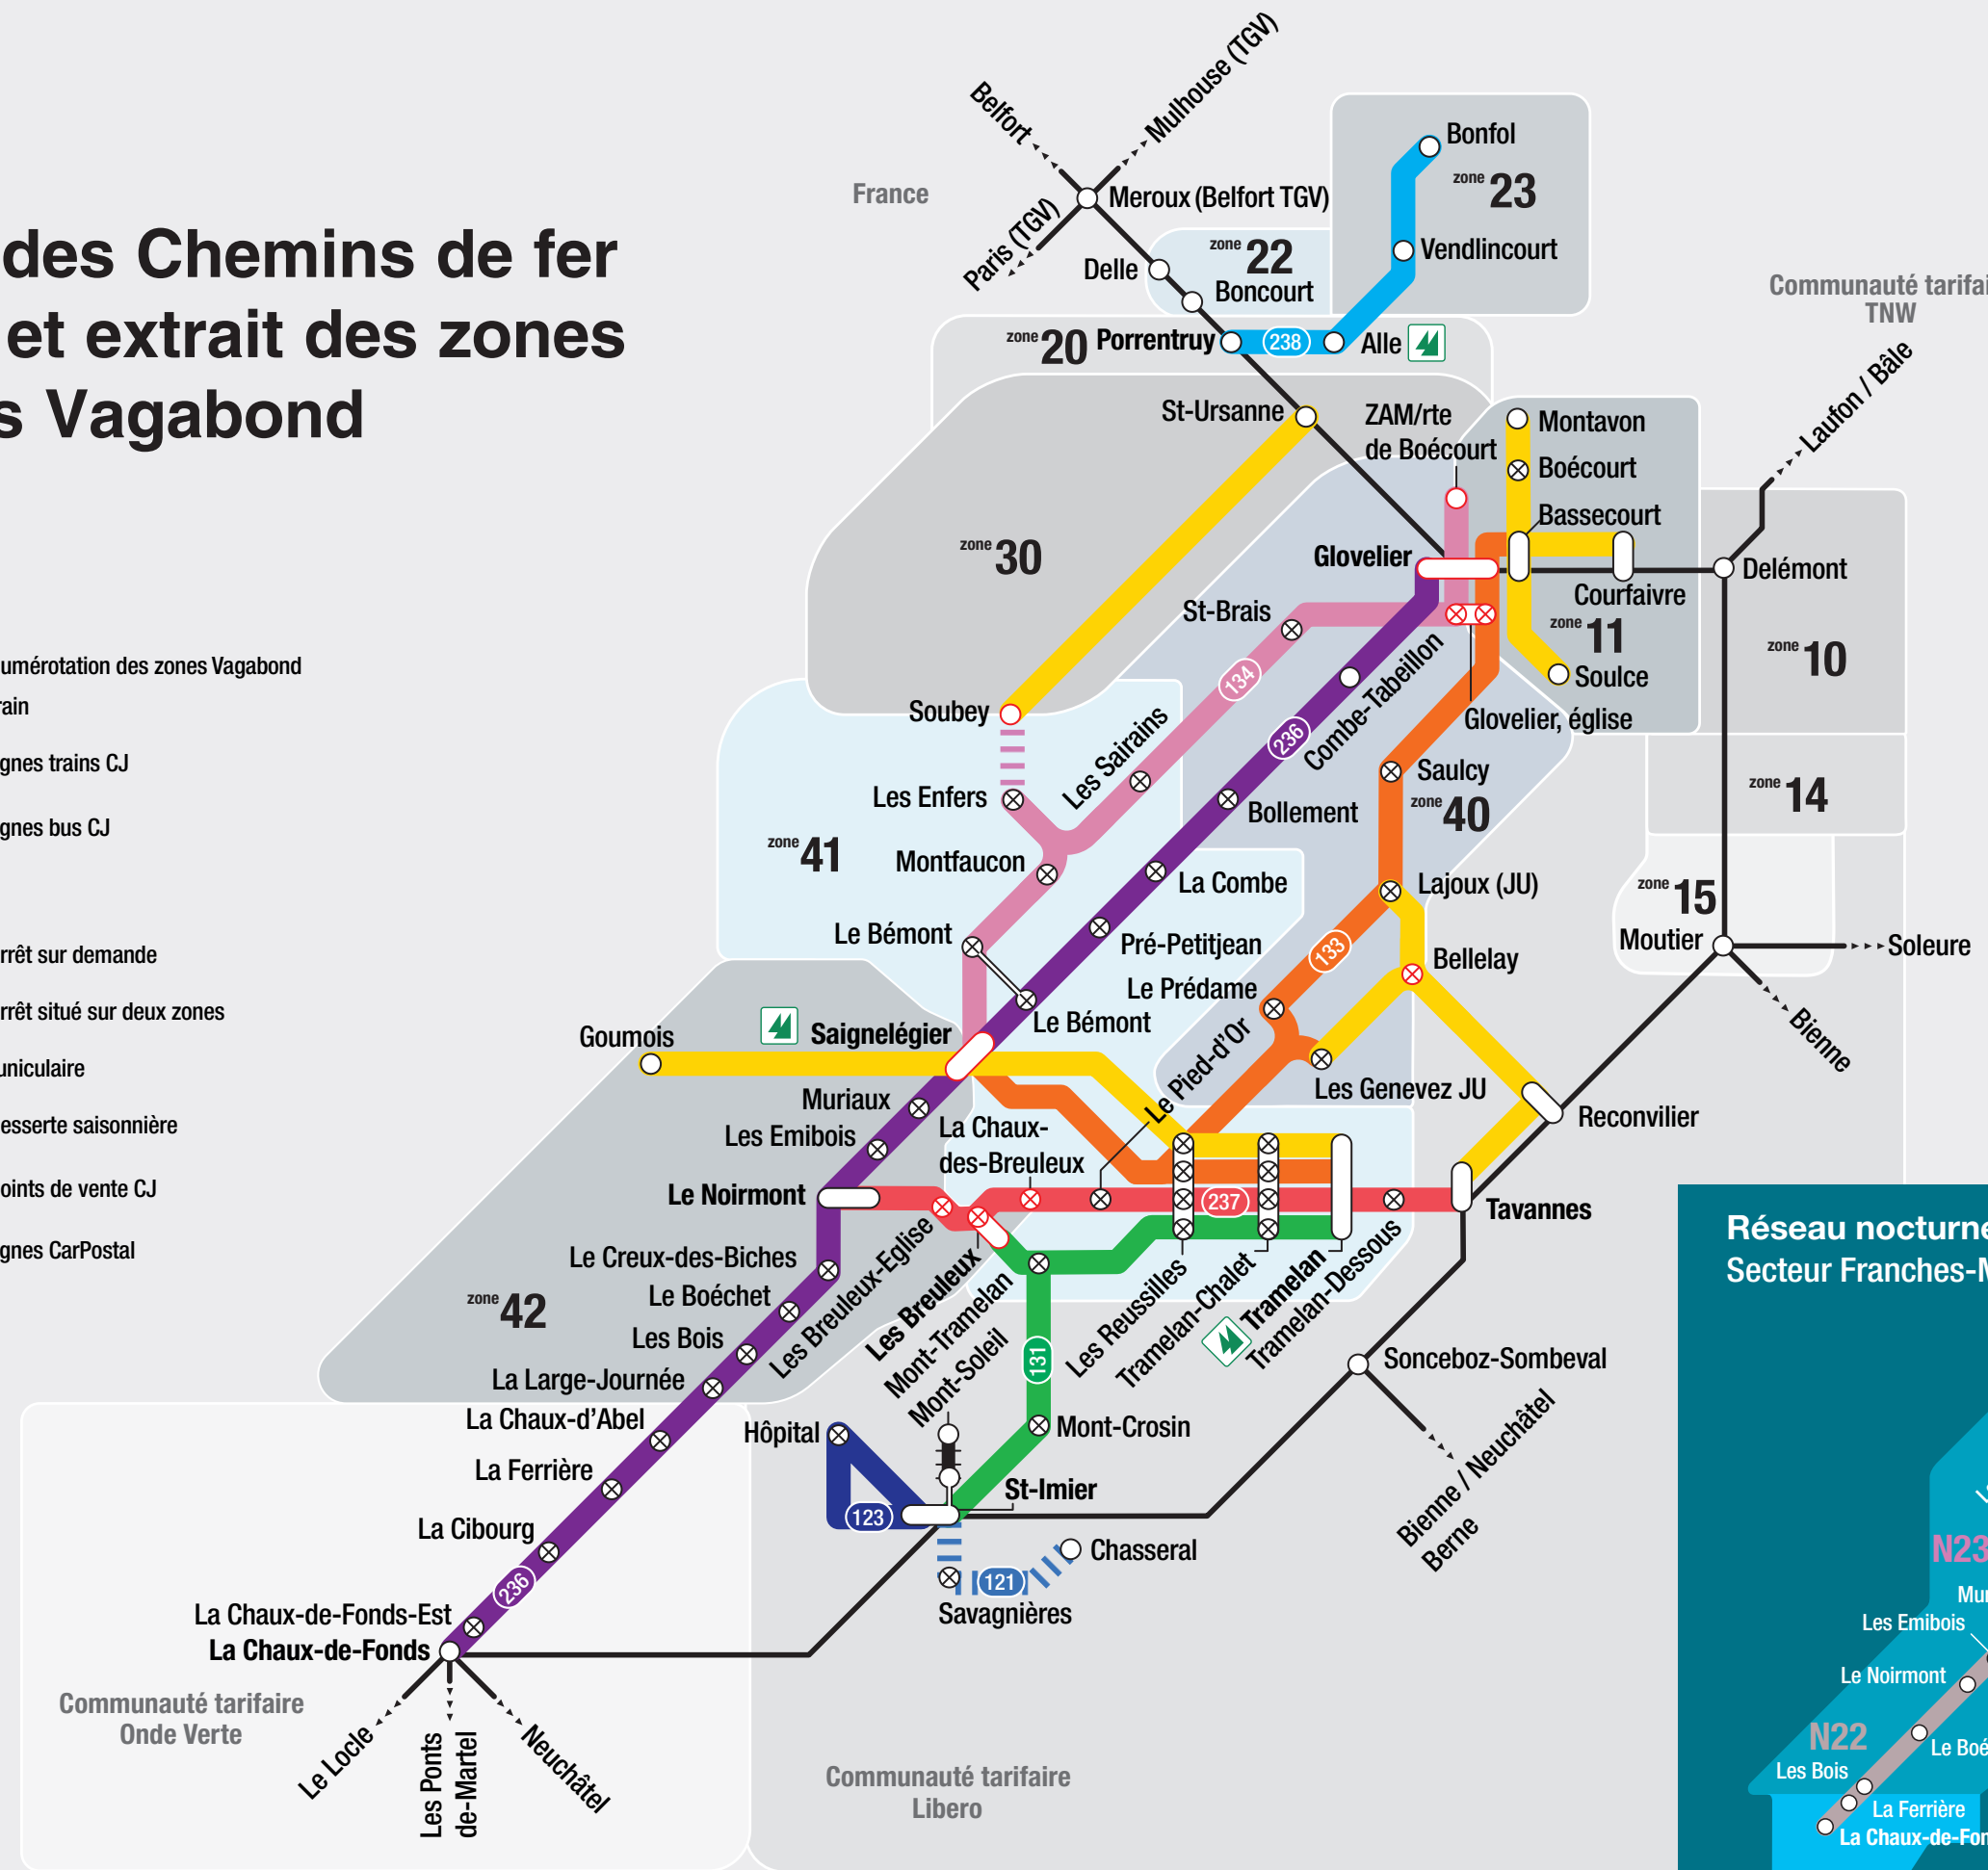 des Chemins de fer
et extrait des zones
s Vagabond
umérotation des zones Vagabond
rain
gnes trains CJ
gnes bus CJ
rrêt sur demande
rrêt situé sur deux zones
uniculaire
esserte saisonnière
oints de vente CJ
gnes CarPostal
France
Belfort
Mulhouse (TGV)
Meroux (Belfort TGV)
Paris (TGV)
Delle
zone 22
Boncourt
Bonfol
zone 23
Vendlincourt
zone 20
Porrentruy
238
Alle
Communauté tarifai
TNW
Laufon / Bâle
St-Ursanne
ZAM/rte
de Boécourt
Montavon
Boécourt
Bassecourt
zone 30
Glovelier
Courfaivre
Delémont
St-Brais
zone 11
Soulce
zone 10
134
Combe-Tabeillon
Glovelier, église
Soubey
236
Les Sairains
Les Enfers
Saulcy
zone 40
zone 14
Bollement
zone 41
Montfaucon
La Combe
Lajoux (JU)
zone 15
Le Bémont
Pré-Petitjean
133
Bellelay
Moutier
Soleure
Le Prédame
Le Bémont
Bienne
Goumois
Saignelégier
Le Pied-d’Or
Les Genevez JU
Muriaux
Les Emibois
La Chaux-
des-Breuleux
Reconvilier
Le Noirmont
237
Tavannes
Le Creux-des-Biches
Le Boéchet
Les Breuleux-Eglise
Les Breuleux
Mont-Tramelan
Mont-Soleil
Les Reussilles
Tramelan-Chalet
Tramelan
Tramelan-Dessous
zone 42
Les Bois
La Large-Journée
131
Sonceboz-Sombeval
La Chaux-d’Abel
Hôpital
Mont-Crosin
La Ferrière
St-Imier
123
Bienne / Neuchâtel
Berne
La Cibourg
Chasseral
121
236
Savagnières
La Chaux-de-Fonds-Est
La Chaux-de-Fonds
Communauté tarifaire
Onde Verte
Le Locle
Les Ponts
de-Martel
Neuchâtel
Communauté tarifaire
Libero
Réseau nocturne
Secteur Franches-M
N23
Mur
Les Emibois
Le Noirmont
N22
Le Boé
Les Bois
La Ferrière
La Chaux-de-Fon